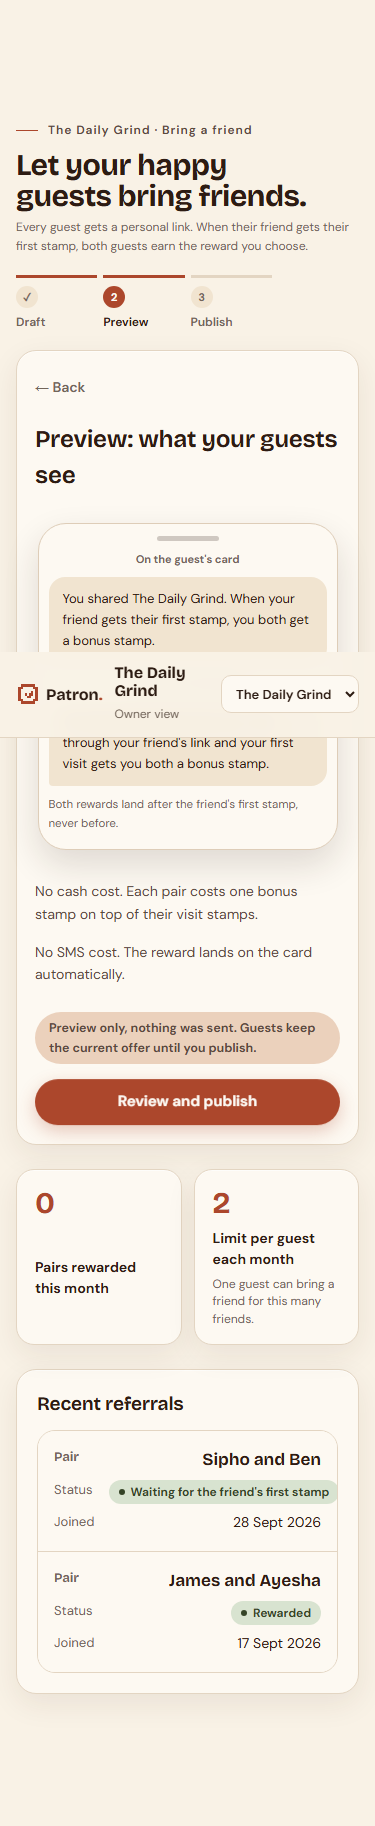 The Daily Grind · Bring a friend
Let your happy
guests bring friends.
Every guest gets a personal link. When their friend gets their
first stamp, both guests earn the reward you choose.
✓ 2 3
Draft Preview Publish
← Back
Preview: what your guests
see
On the guest's card
You shared The Daily Grind. When your
friend gets their first stamp, you both get
a bonus stamp.
Patron.
The Daily
Grind
Owner view
The Daily Grind
through your friend's link and your first
visit gets you both a bonus stamp.
Both rewards land after the friend's first stamp,
never before.
No cash cost. Each pair costs one bonus
stamp on top of their visit stamps.
No SMS cost. The reward lands on the card
automatically.
Preview only, nothing was sent. Guests keep
the current offer until you publish.
Review and publish
0
Pairs rewarded
this month
2
Limit per guest
each month
One guest can bring a
friend for this many
friends.
Recent referrals
Pair Sipho and Ben
Status Waiting for the friend's first stamp
Joined 28 Sept 2026
Pair James and Ayesha
Status Rewarded
Joined 17 Sept 2026